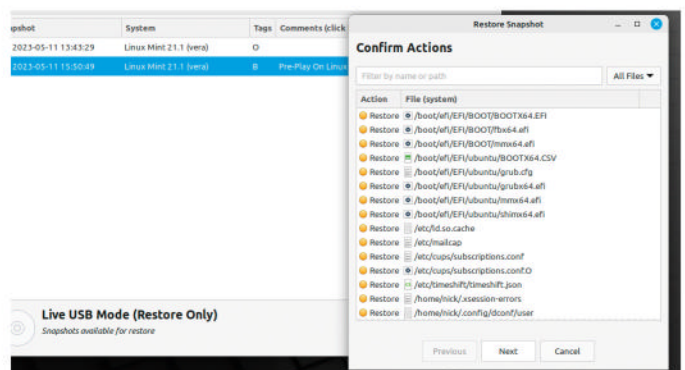 pshot System Tags Comments (click
2023-05-11 13:43:29 Linux Mint 21.1 (vera) O
2023-05-11 15:50:49 Linux Mint 21.1 (vera) B Pre-Play On Linux
Live USB Mode (Restore Only)
Snapshots available for restore
Restore Snapshot
Confirm Actions
Filter by name or path All Files
Action File (system)
Restore /boot/efi/EFI/BOOT/BOOTX64.EFI
Restore /boot/efi/EFI/BOOT/fbx64.efi
Restore /boot/efi/EFI/BOOT/mmx64.efi
Restore /boot/efi/EFI/ubuntu/BOOTX64.CSV
Restore /boot/efi/EFI/ubuntu/grub.cfg
Restore /boot/efi/EFI/ubuntu/grubx64.efi
Restore /boot/efi/EFI/ubuntu/mmx64.efi
Restore /boot/efi/EFI/ubuntu/shimx64.efi
Restore /etc/ld.so.cache
Restore /etc/mailcap
Restore /etc/cups/subscriptions.conf
Restore /etc/cups/subscriptions.conf.O
Restore /etc/timeshift/timeshift.json
Restore /home/nick/.xsession-errors
Restore /home/nick/.config/dconf/user
Previous Next Cancel